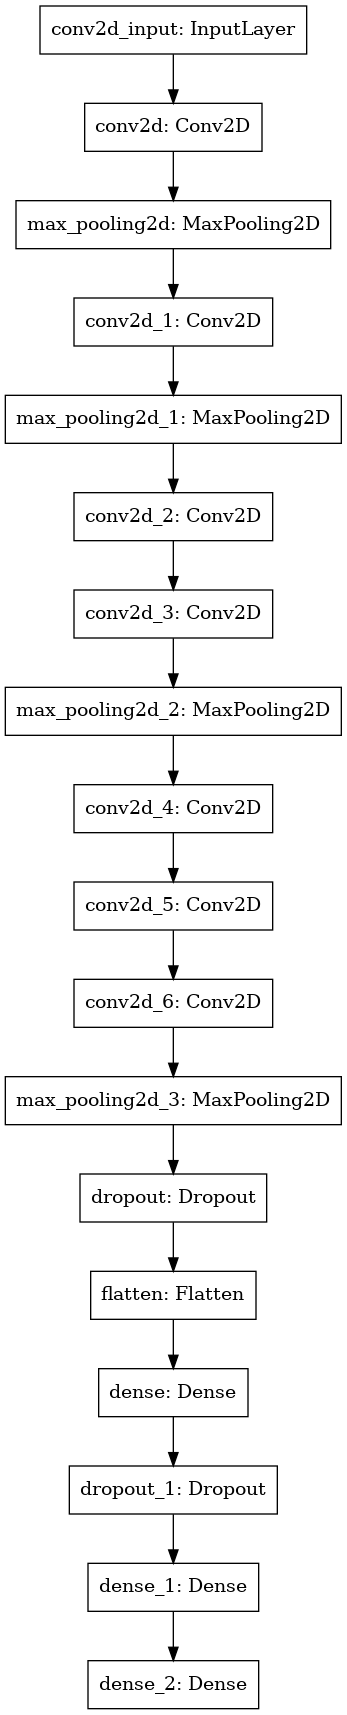 conv2d_input: InputLayer
conv2d: Conv2D
max_pooling2d: MaxPooling2D
conv2d_1: Conv2D
max_pooling2d_1: MaxPooling2D
conv2d_2: Conv2D
conv2d_3: Conv2D
max_pooling2d_2: MaxPooling2D
conv2d_4: Conv2D
conv2d_5: Conv2D
conv2d_6: Conv2D
max_pooling2d_3: MaxPooling2D
dropout: Dropout
flatten: Flatten
dense: Dense
dropout_1: Dropout
dense_1: Dense
dense_2: Dense